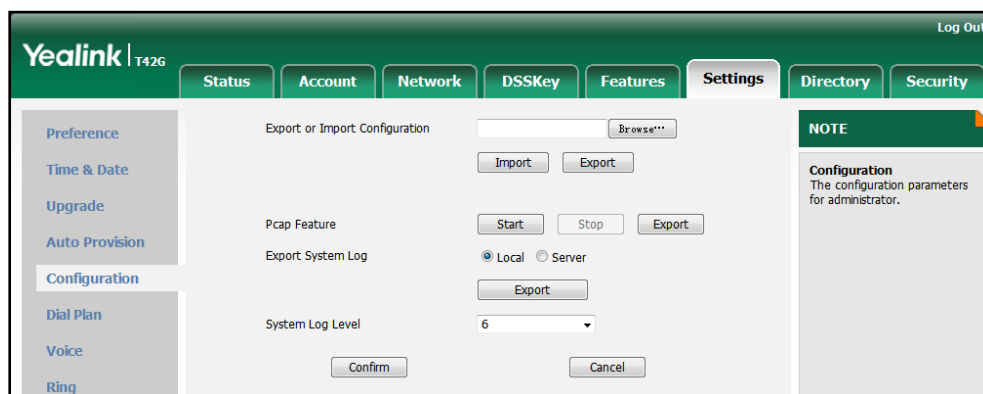 Log Out
Yealink | T42G
Status Account Network DSSKey Features Settings Directory Security
Preference
Time & Date
Upgrade
Auto Provision
Configuration
Dial Plan
Voice
Ring
Export or Import Configuration Browse...
Import Export
Pcap Feature Start Stop Export
Export System Log Local Server
Export
System Log Level 6
Confirm Cancel
NOTE
Configuration
The configuration parameters
for administrator.